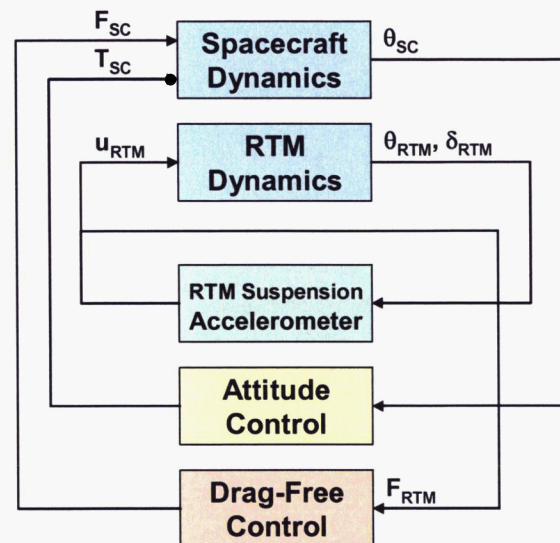 F_SC
T_SC
Spacecraft
Dynamics
θ_SC
u_RTM
RTM
Dynamics
θ_RTM, δ_RTM
RTM Suspension
Accelerometer
Attitude
Control
Drag-Free
Control
F_RTM